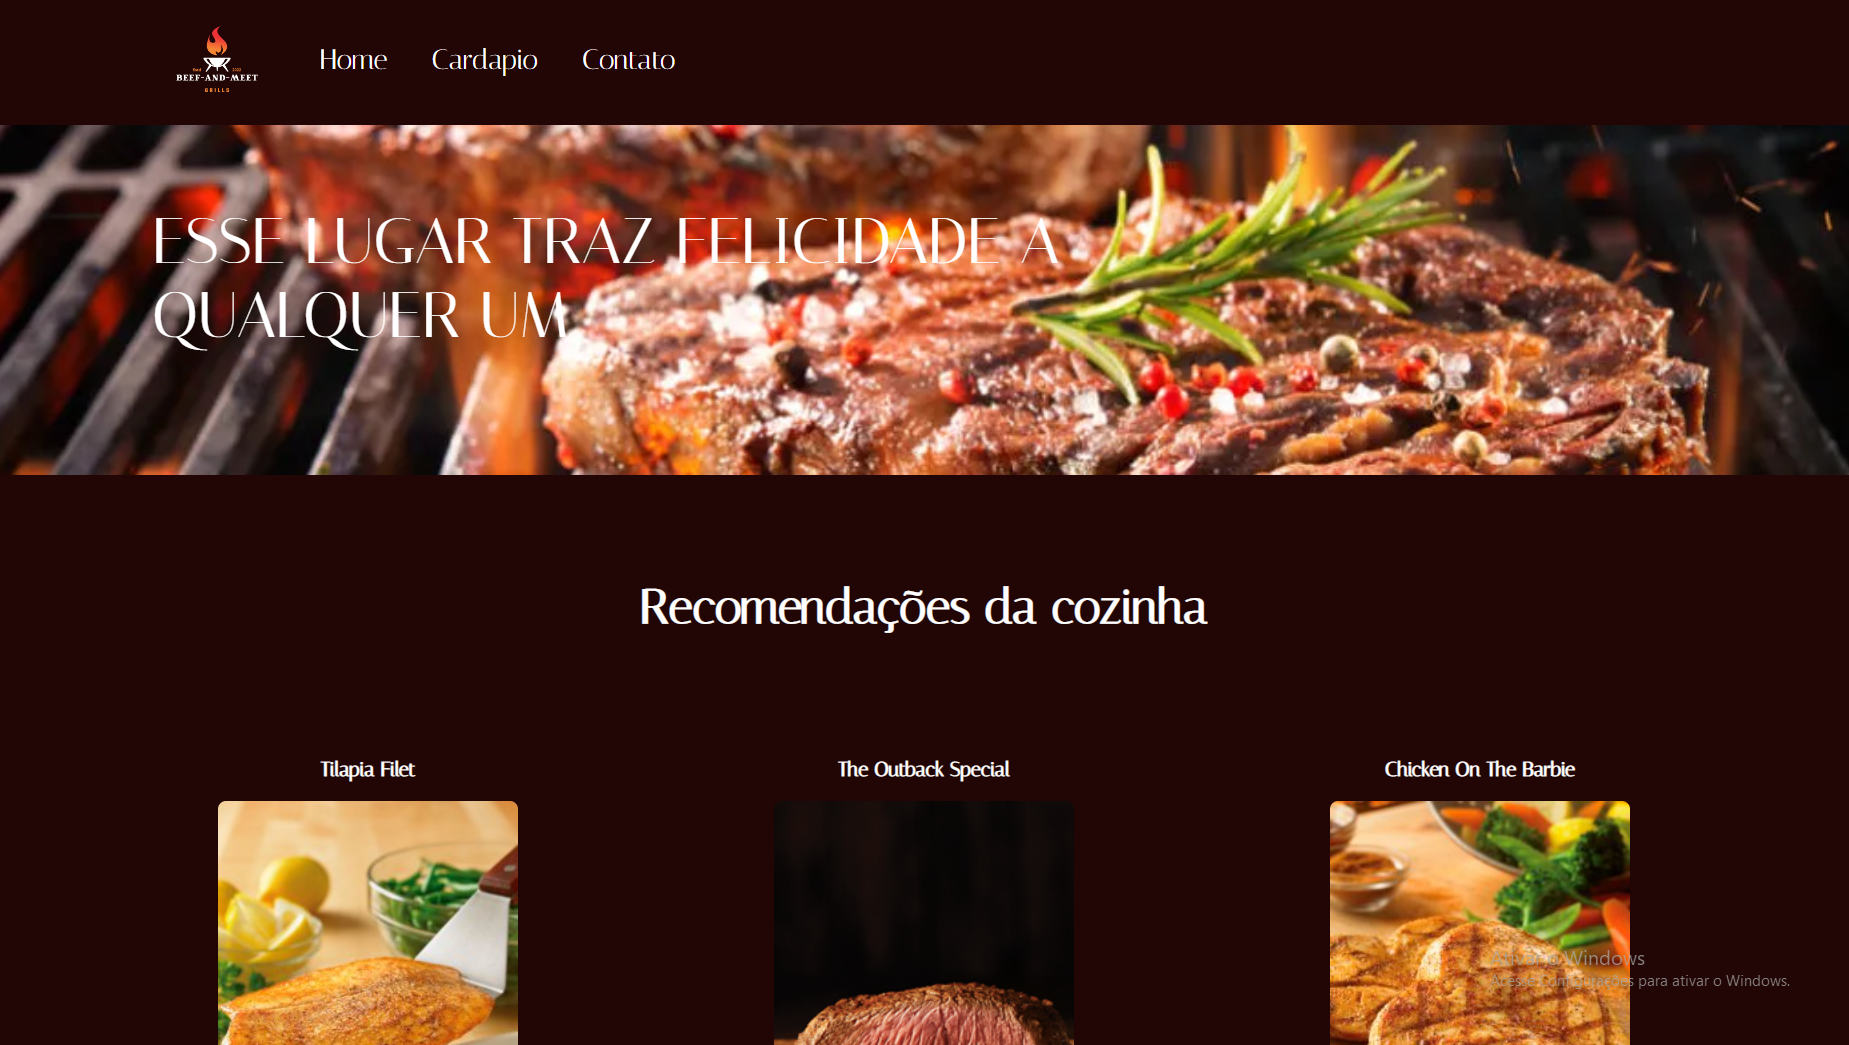 Home Cardapio Contato
BEEF-AND-MEET
GRILLS
ESSE LUGAR TRAZ FELICIDADE A
QUALQUER UM
Recomendações da cozinha
Tilapia Filet
The Outback Special
Chicken On The Barbie
Ativar o Windows
Acesse Configurações para ativar o Windows.